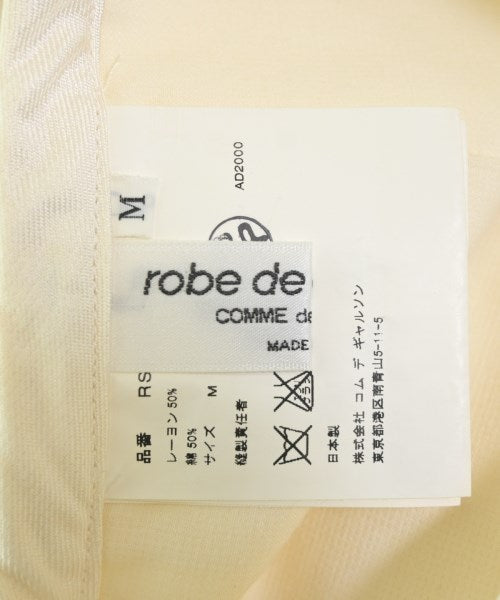 M
robe de
COMME de
MADE
AD2000
品番 RS
レーヨン 50%
綿 50%
サイズ M
縫製責任者
日本製
株式会社 コム デ ギャルソン
東京都港区南青山5-11-5